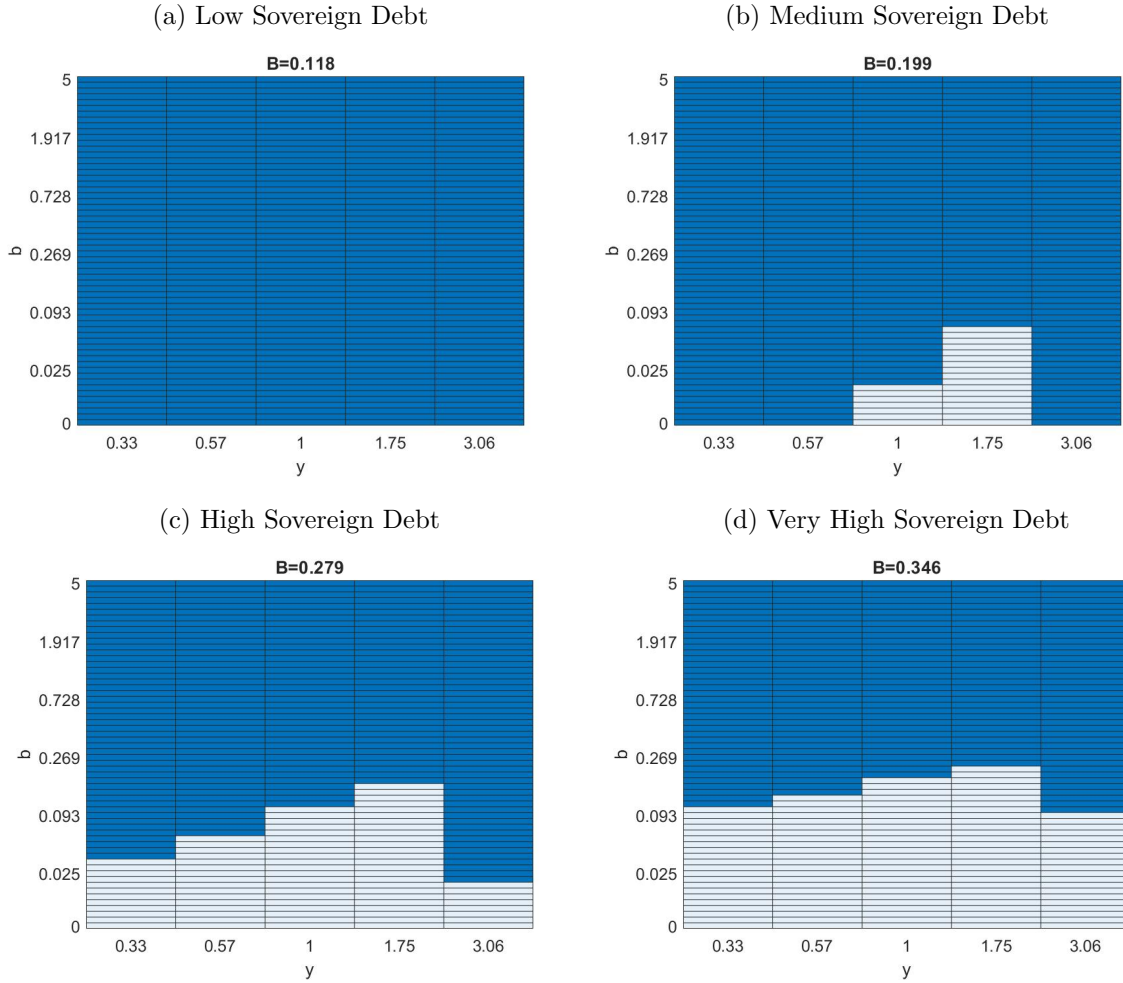 (a) Low Sovereign Debt
B=0.118
5
1.917
0.728
0.269
0.093
0.025
0
b
0.33 0.57 1 1.75 3.06
y
(b) Medium Sovereign Debt
B=0.199
5
1.917
0.728
0.269
0.093
0.025
0
b
0.33 0.57 1 1.75 3.06
y
(c) High Sovereign Debt
B=0.279
5
1.917
0.728
0.269
0.093
0.025
0
b
0.33 0.57 1 1.75 3.06
y
(d) Very High Sovereign Debt
B=0.346
5
1.917
0.728
0.269
0.093
0.025
0
b
0.33 0.57 1 1.75 3.06
y